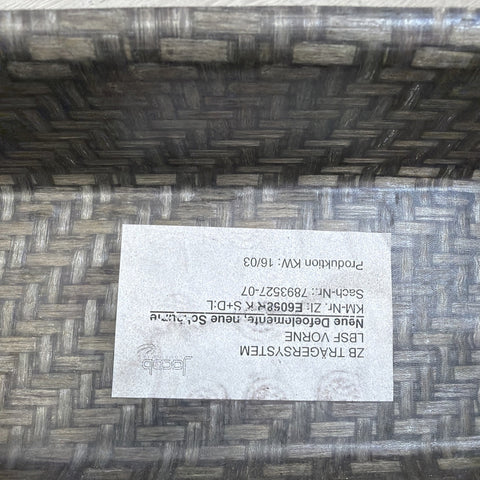 Jacob
ZB TRÄGERSYSTEM
LBSF VORNE
Neue Defoelemente, neue Schäume
KM-Nr. ZI: E6058R K S+D:L
Sach-Nr.: 7893527-07
Produktion KW: 16/03